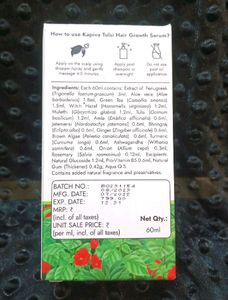 How to use Kapiva Tulsi Hair Growth Serum?
Apply on the scalp using
dropper/spray and gently
massage 4-5 minutes
Apply post
shampoo or
overnight
Do not use
post oil
application
Ingredients: Each 60ml contains: Extract of Fenugreek
(Trigonella foenum-graecum) 3ml, Aloe vera (Aloe
barbadensis) 1.8ml, Green Tea (Camellia sinensis)
1.5ml, Witch Hazel (Hamamelis virginiana) 1.2ml,
Mulethi (Glycyrrhiza glabra) 1.2ml, Tulsi (Ocimum
tenuiflorum) 1.2ml, Amla (Emblica officinalis) 0.6ml,
Jatamansi (Nardostachys jatamansi) 0.6ml, Bhringraj
(Eclipta alba) 0.6ml, Ginger (Zingiber officinale) 0.6ml,
Brown Algae (Pelvetia canaliculata) 0.6ml, Turmeric
(Curcuma longa) 0.6ml, Ashwagandha (Withania
somnifera) 0.6ml, Onion (Allium cepa) 0.3ml,
Rosemary (Salvia rosmarinus) 0.12ml, Excipients:
Natural Glucoside 1.2ml, Pro-Vitamin B5 0.6ml, Natural
Gum (Thickener) 0.42g, Aqua Q.S.
Contains added natural fragrance and preservatives.
BATCH NO.:
MFG. DATE:
EXP. DATE:
MRP: ₹ 799.00
(incl. of all taxes)
UNIT SALE PRICE: ₹
(per ml, incl. of all taxes)
Net Qty.:
60ml